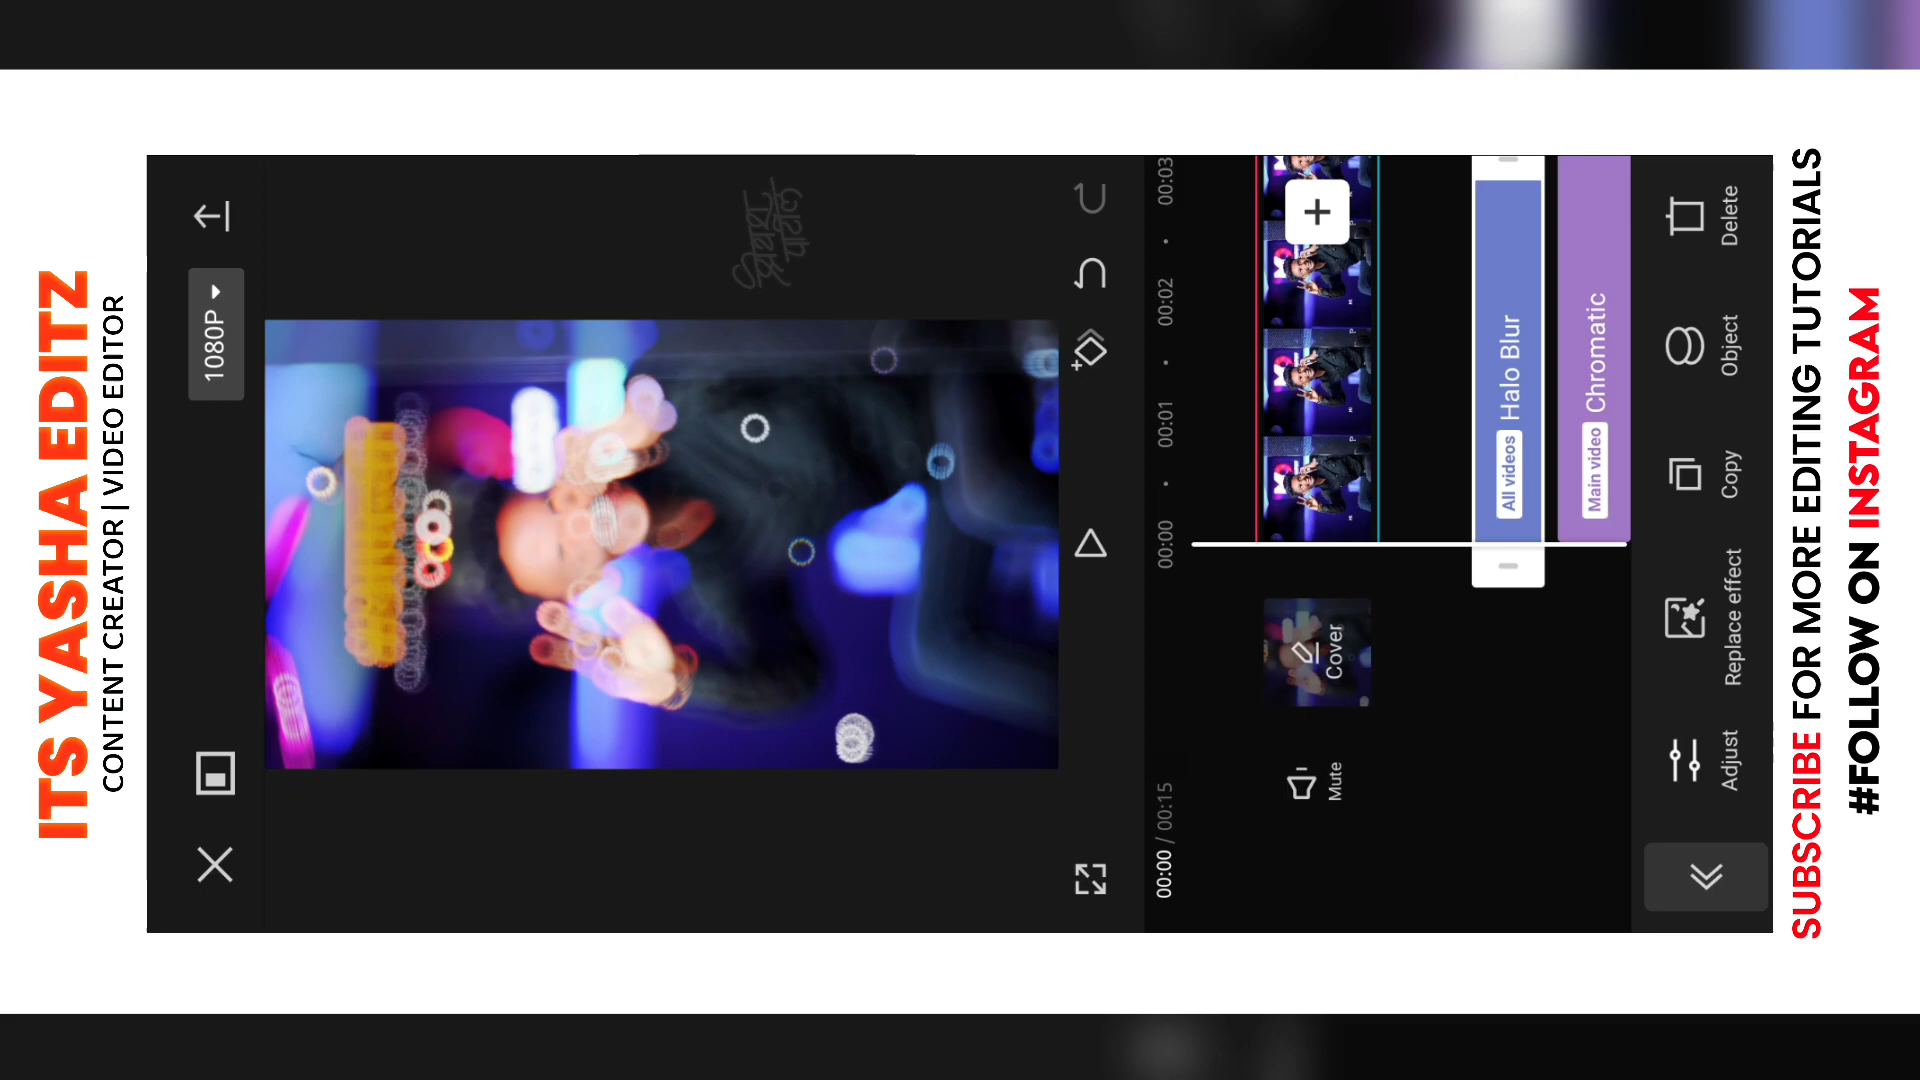 ITS YASHA EDITZ
CONTENT CREATOR | VIDEO EDITOR
1080P
00:00 / 00:15
00:00 00:01 00:02 00:03
Mute
Cover
All videos Halo Blur
Main video Chromatic
Adjust
Replace effect
Copy
Object
Delete
SUBSCRIBE FOR MORE EDITING TUTORIALS
#FOLLOW ON INSTAGRAM